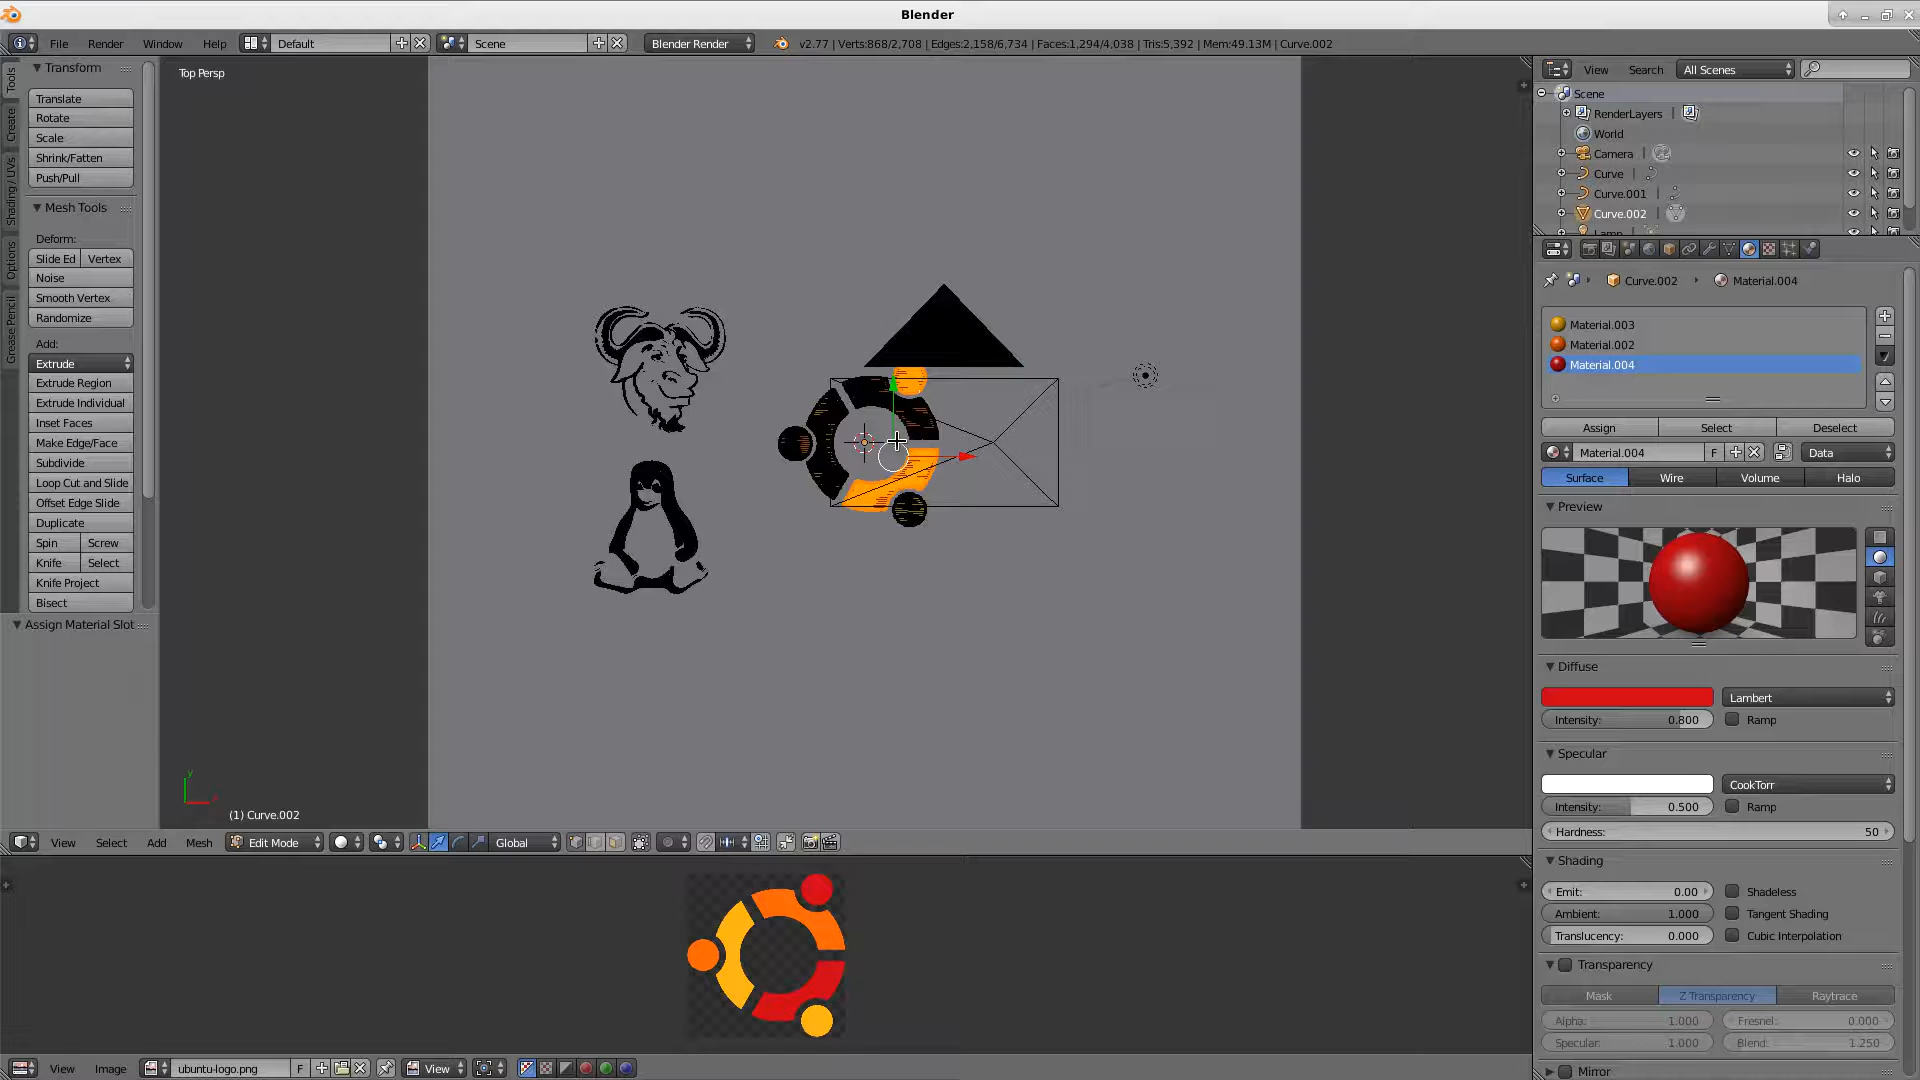 Blender
File Render Window Help Default Scene Blender Render v2.77 | Verts:868/2,708 | Edges:2,158/6,734 | Faces:1,294/4,038 | Tris:5,392 | Mem:49.13M | Curve.002
Tools
Create
Shading / UVs
Options
Grease Pencil
Transform
Translate
Rotate
Scale
Shrink/Fatten
Push/Pull
Mesh Tools
Deform:
Slide Ed Vertex
Noise
Smooth Vertex
Randomize
Add:
Extrude
Extrude Region
Extrude Individual
Inset Faces
Make Edge/Face
Subdivide
Loop Cut and Slide
Offset Edge Slide
Duplicate
Spin Screw
Knife Select
Knife Project
Bisect
Assign Material Slot
Top Persp
y
(1) Curve.002
View Select Add Mesh Edit Mode Global
View Image ubuntu-logo.png F View
View Search All Scenes
Scene
RenderLayers |
World
Camera |
Curve |
Curve.001 |
Curve.002 |
Lamp
Curve.002 Material.004
Material.003
Material.002
Material.004
Assign Select Deselect
Material.004 F Data
Surface Wire Volume Halo
Preview
Diffuse
Lambert
Intensity: 0.800 Ramp
Specular
CookTorr
Intensity: 0.500 Ramp
Hardness: 50
Shading
Emit: 0.00 Shadeless
Ambient: 1.000 Tangent Shading
Translucency: 0.000 Cubic Interpolation
Transparency
Mask Z Transparency Raytrace
Alpha: 1.000 Fresnel: 0.000
Specular: 1.000 Blend: 1.250
Mirror